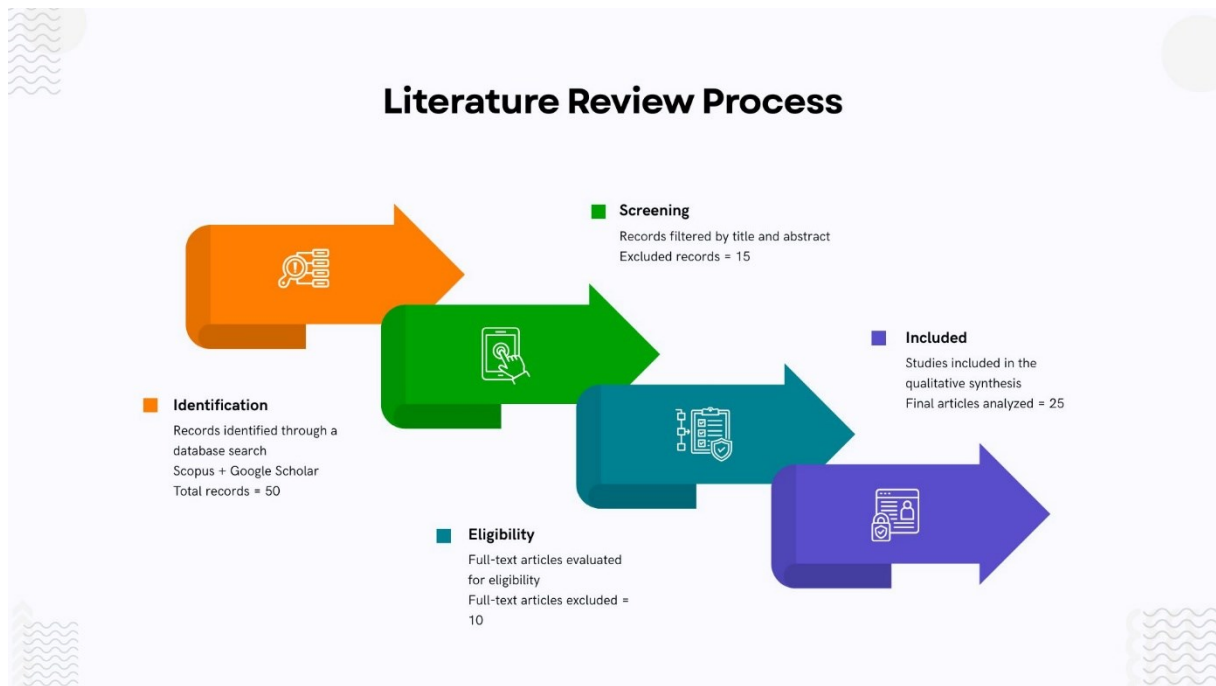 Literature Review Process
Screening
Records filtered by title and abstract
Excluded records = 15
Included
Studies included in the
qualitative synthesis
Final articles analyzed = 25
Identification
Records identified through a
database search
Scopus + Google Scholar
Total records = 50
Eligibility
Full-text articles evaluated
for eligibility
Full-text articles excluded =
10